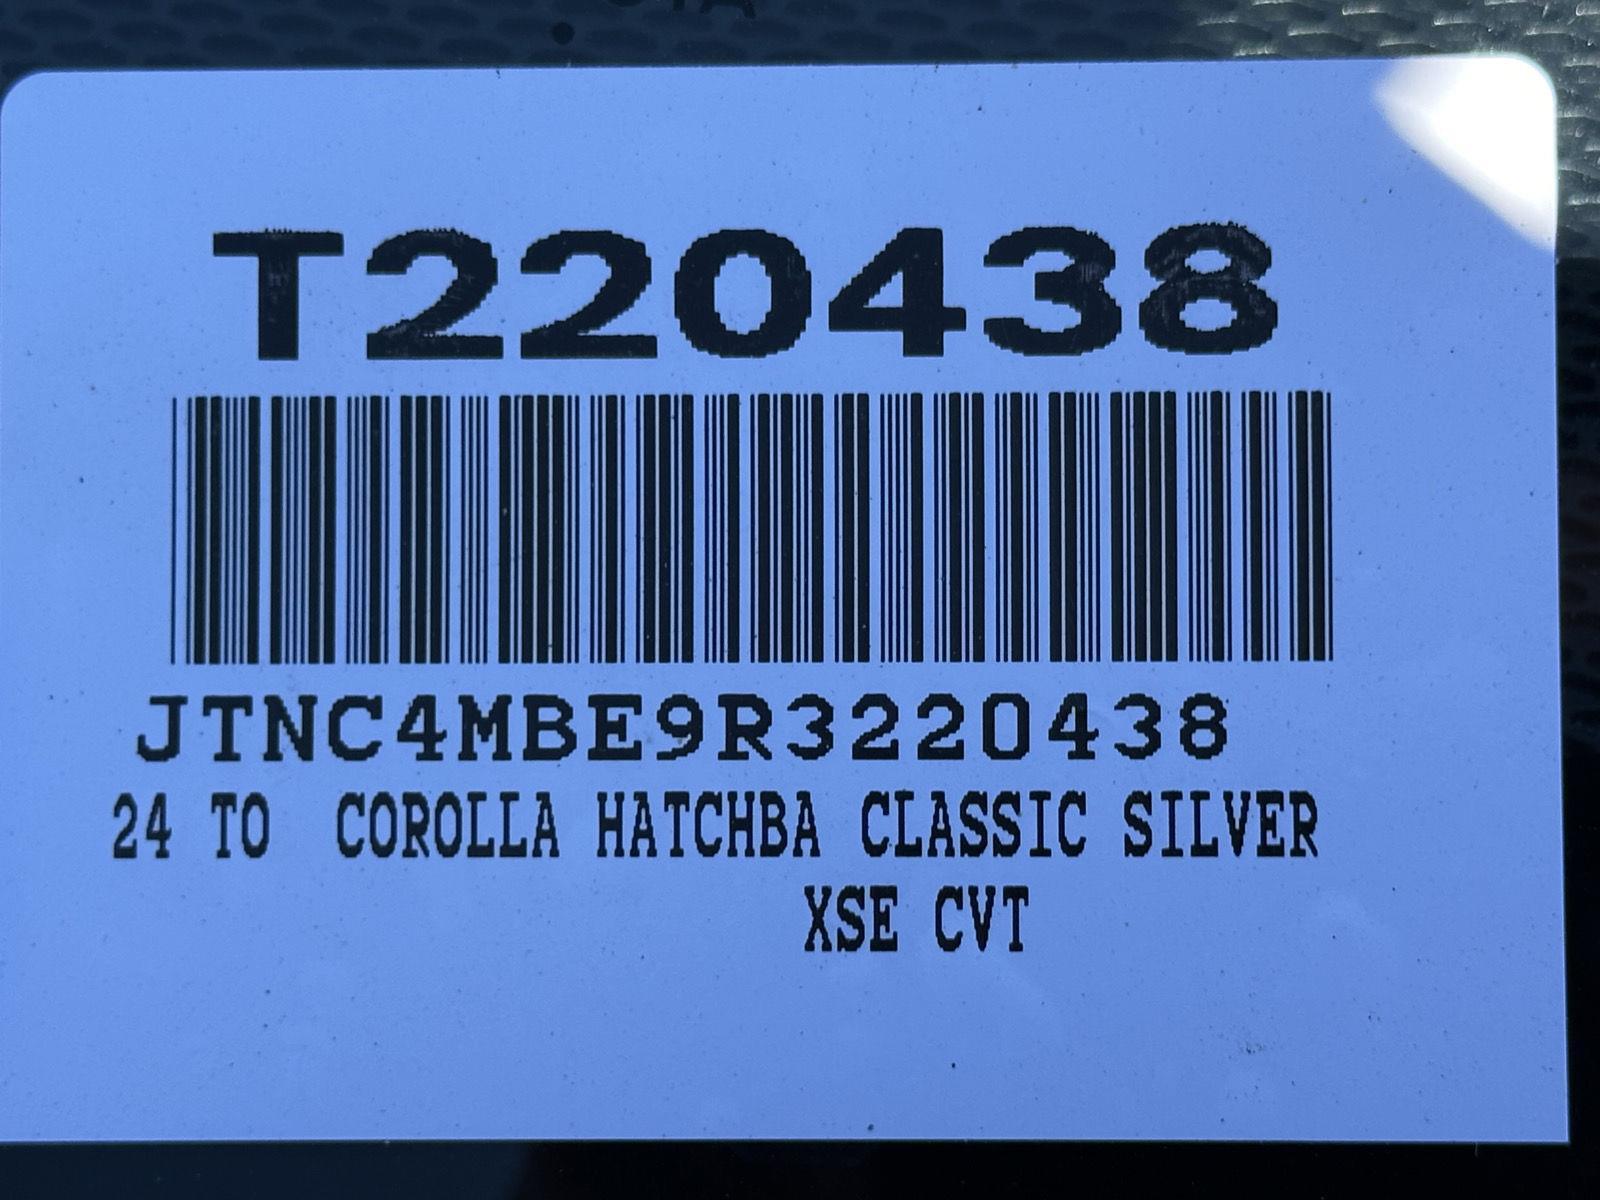 T220438
JTNC4MBE9R3220438
24 TO COROLLA HATCHBA CLASSIC SILVER
XSE CVT